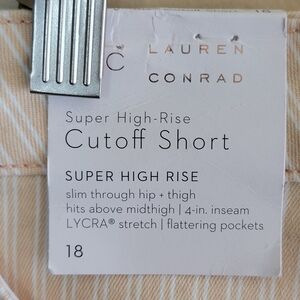 18
C LAUREN
CONRAD
Super High-Rise
Cutoff Short
SUPER HIGH RISE
slim through hip + thigh
hits above midthigh | 4-in. inseam
LYCRA® stretch | flattering pockets
18